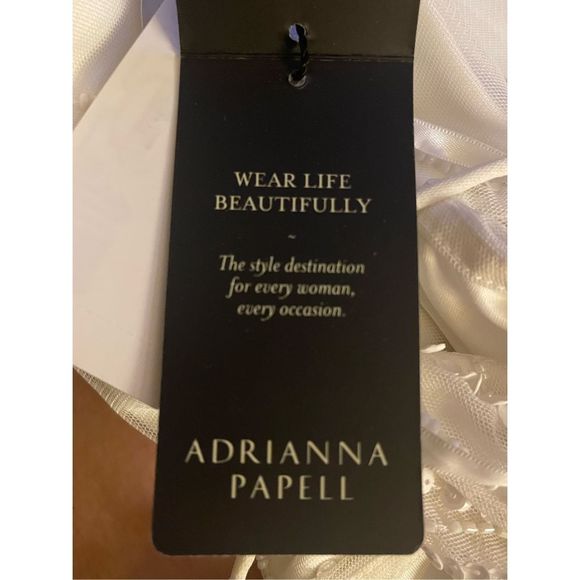 WEAR LIFE
BEAUTIFULLY
~
The style destination
for every woman,
every occasion.
ADRIANNA
PAPELL